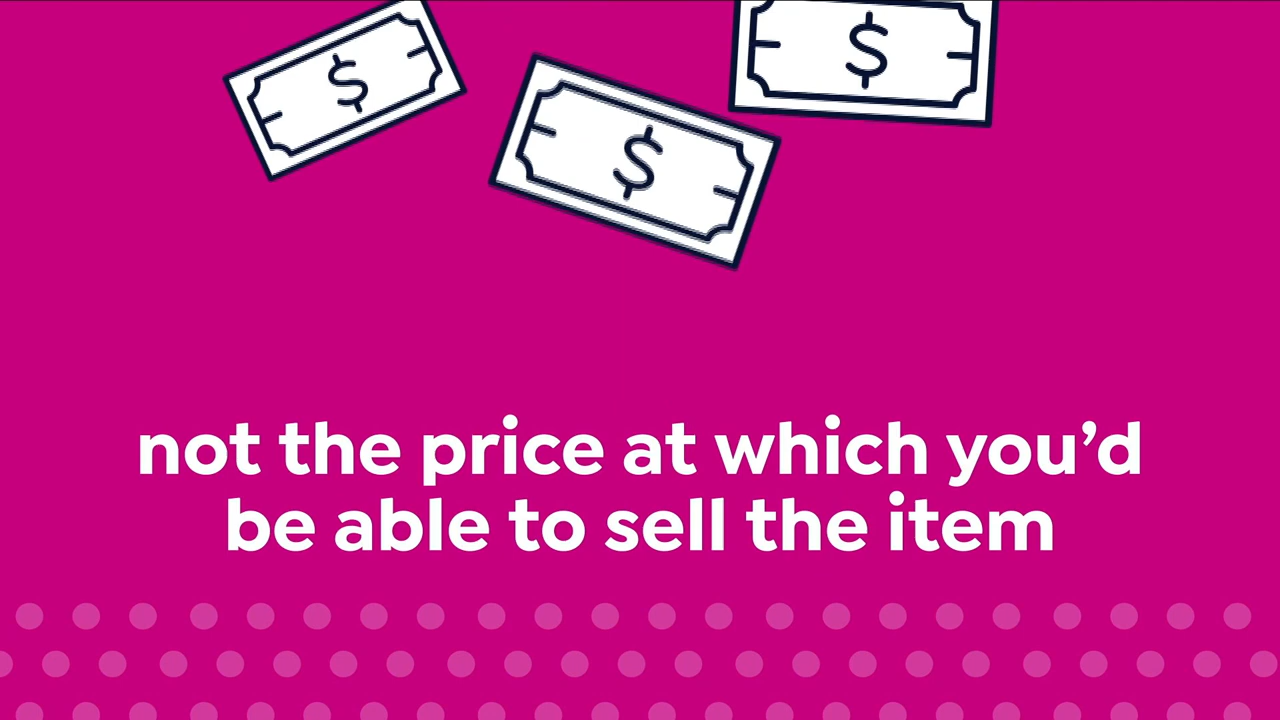 $
$
$
not the price at which you’d
be able to sell the item